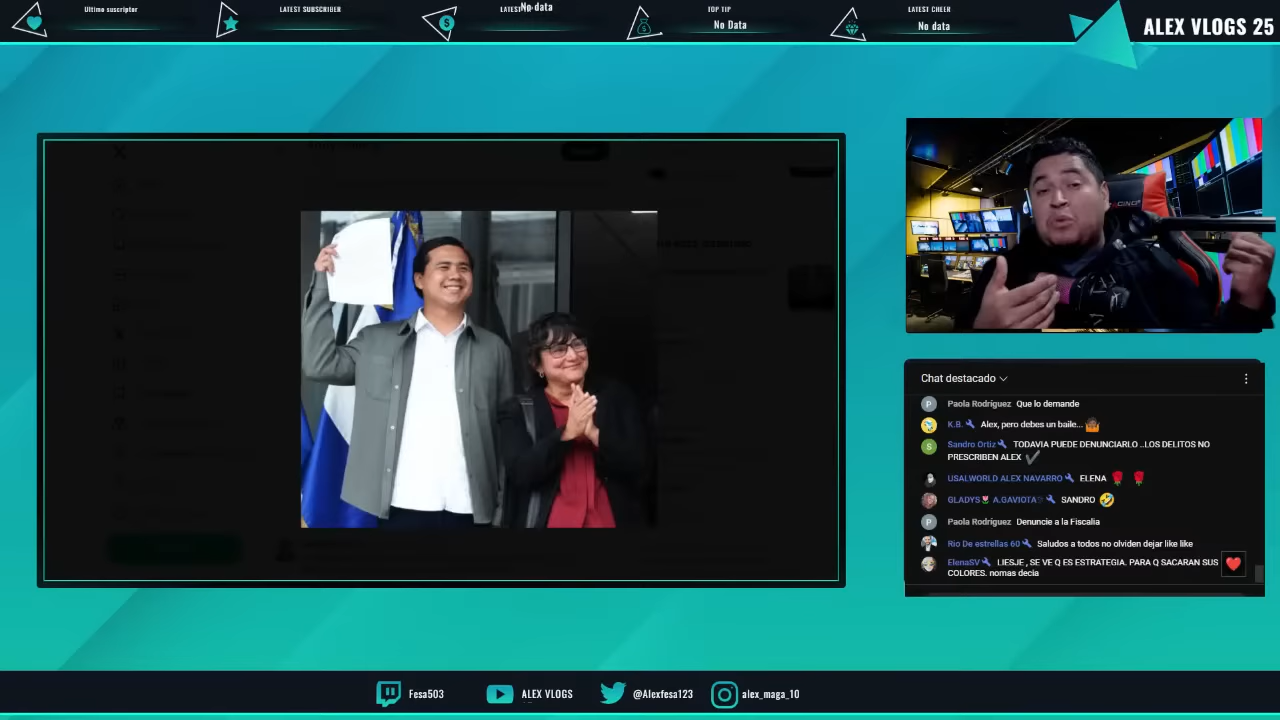 Ultimo suscriptor
LATEST SUBSCRIBER
LATEST
No data
TOP TIP
No Data
LATEST CHEER
No data
ALEX VLOGS 25
Chat destacado
P Paola Rodríguez Que lo demande
K.B. Alex, pero debes un baile...
S Sandro Ortiz TODAVIA PUEDE DENUNCIARLO ..LOS DELITOS NO
PRESCRIBEN ALEX
USALWORLD ALEX NAVARRO ELENA
GLADYS A.GAVIOTA SANDRO
P Paola Rodríguez Denuncie a la Fiscalia
Rio De estrellas 60 Saludos a todos no olviden dejar like like
ElenaSV LIESJE , SE VE Q ES ESTRATEGIA. PARA Q SACARAN SUS
COLORES. nomas decia
Fesa503
ALEX VLOGS
@Alexfesa123
alex_maga_10